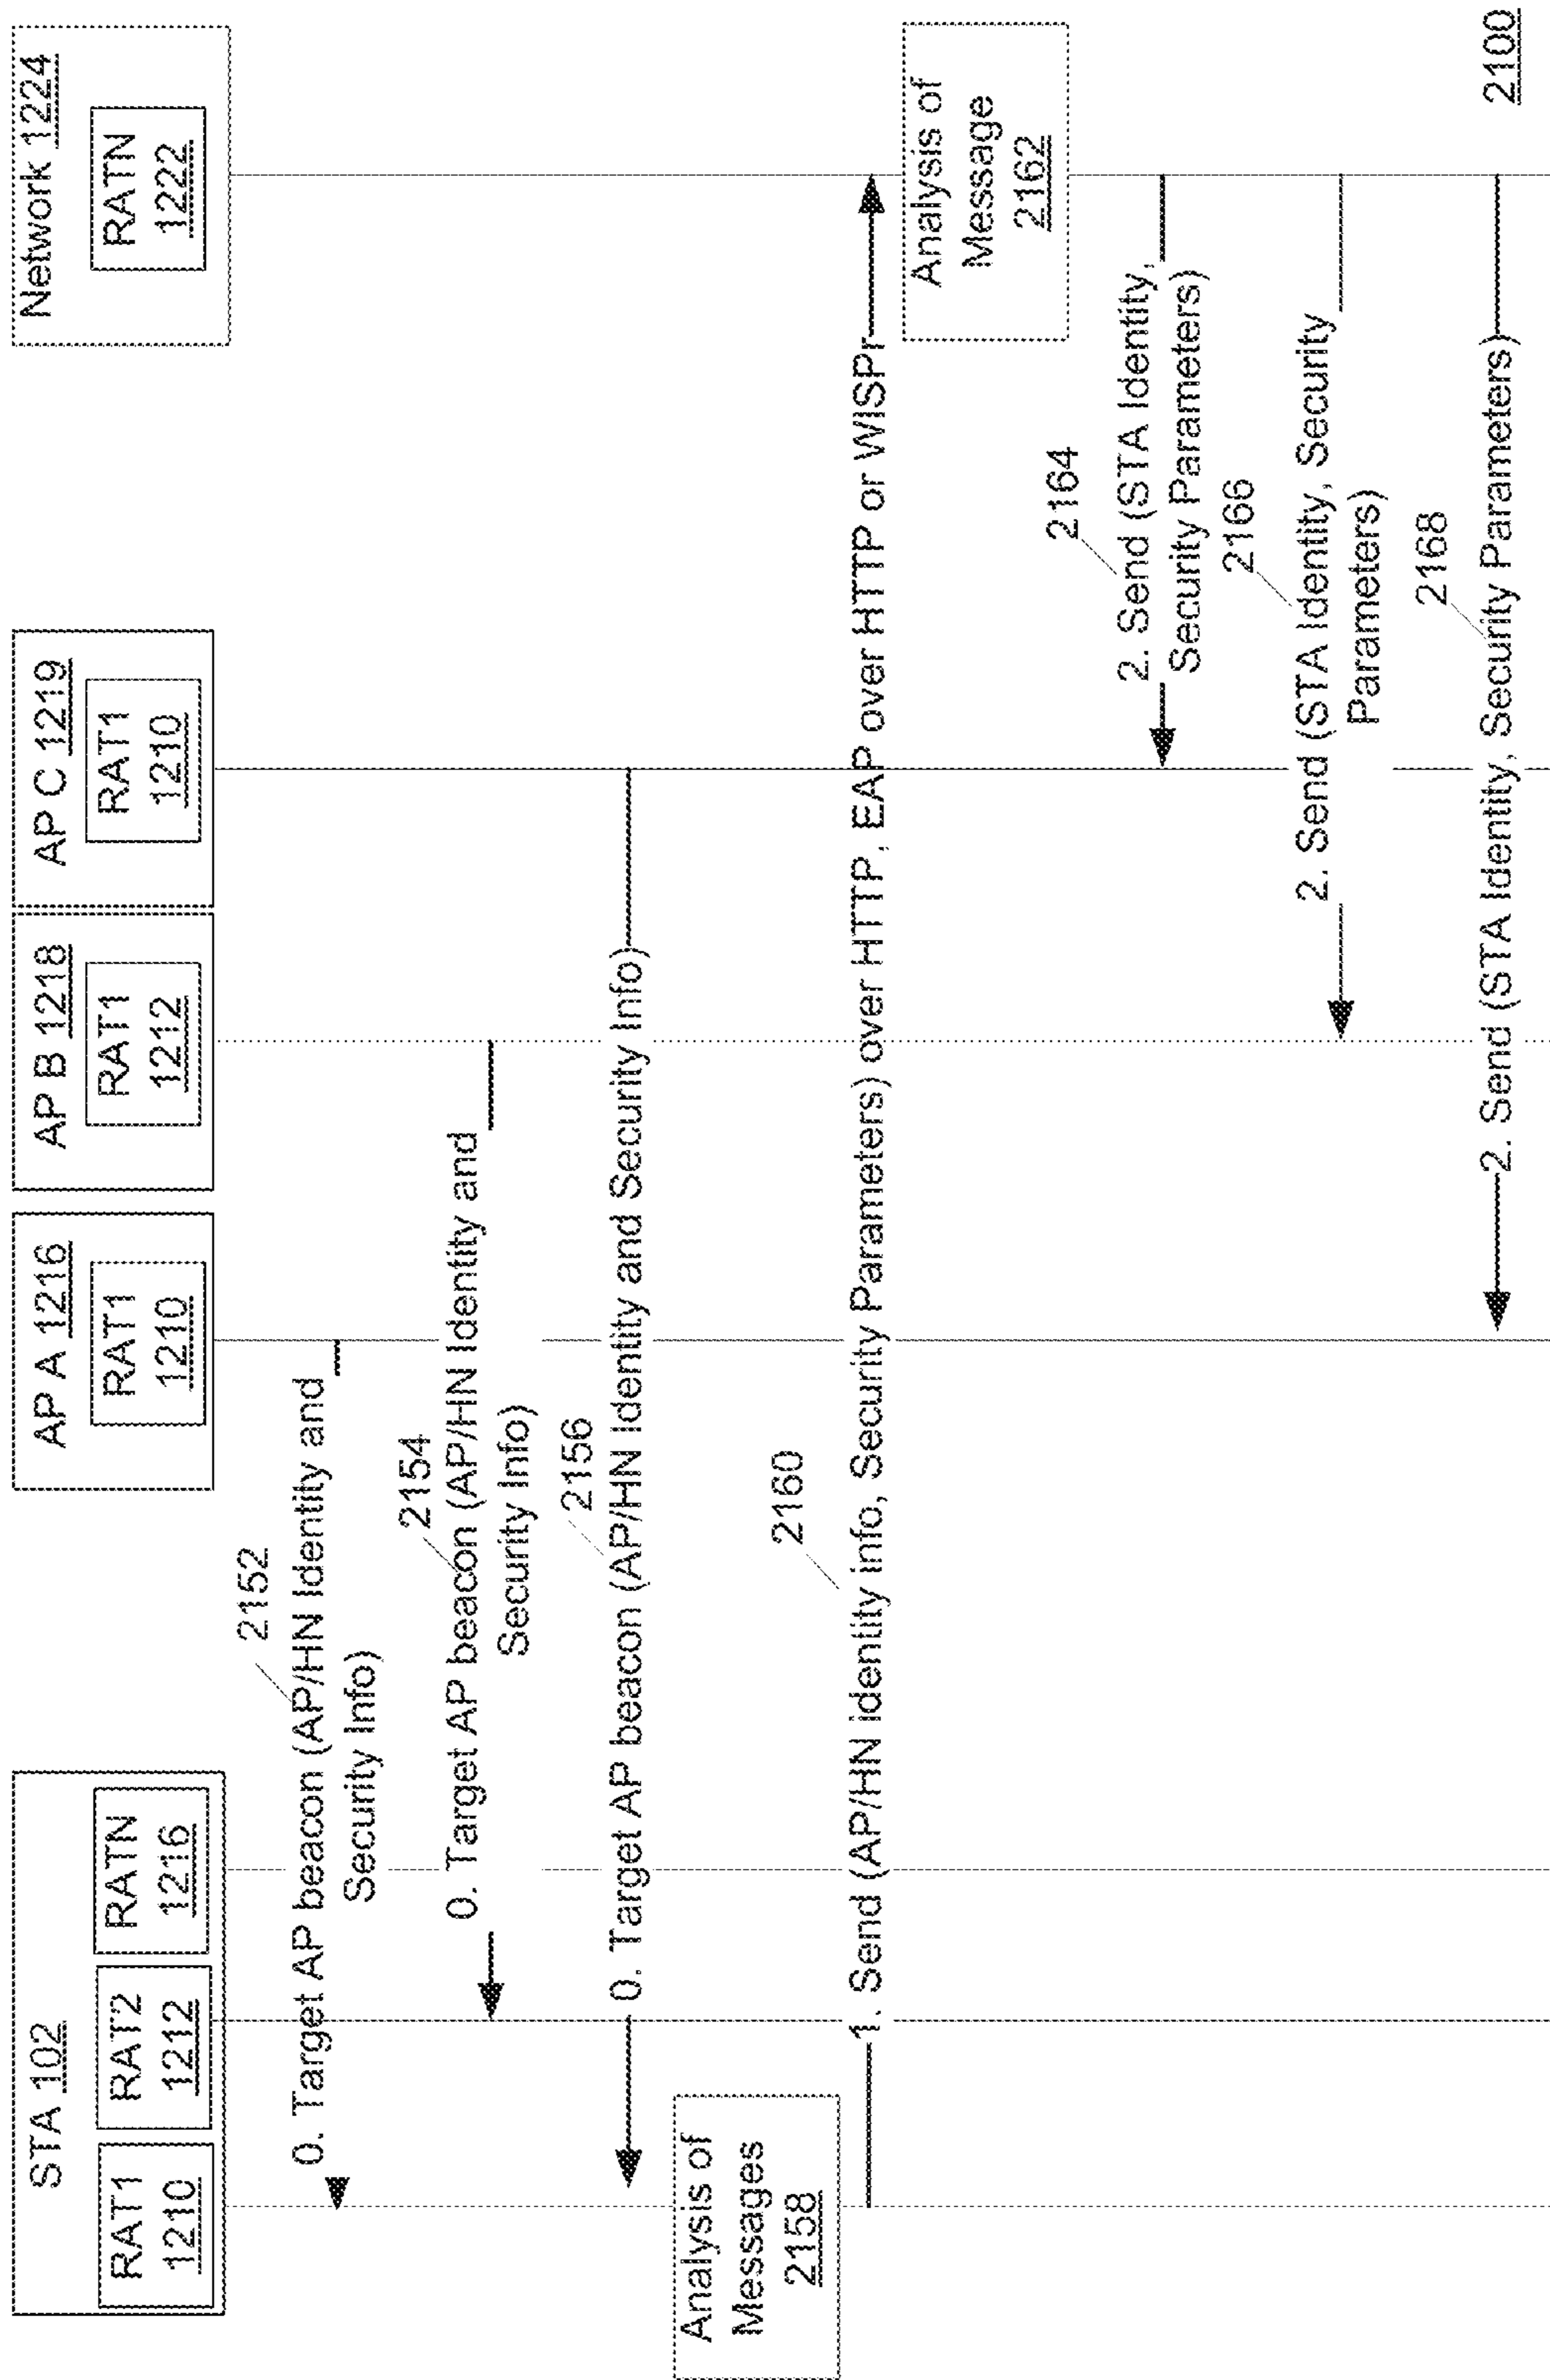 STA 102
RAT1
1210
RAT2
1212
RATN
1216
AP A 1216
RAT1
1210
AP B 1218
RAT1
1212
AP C 1219
RAT1
1210
Network 1224
RATN
1222
2152
0. Target AP beacon (AP/HN Identity and
Security Info)
2154
0. Target AP beacon (AP/HN Identity and
Security Info)
2156
0. Target AP beacon (AP/HN Identity and Security Info)
Analysis of
Messages
2158
2160
1. Send (AP/HN identity info, Security Parameters) over HTTP, EAP over HTTP or WISPr
Analysis of
Message
2162
2164
2. Send (STA Identity,
Security Parameters)
2166
2. Send (STA Identity, Security
Parameters)
2168
2. Send (STA Identity, Security Parameters)
2100